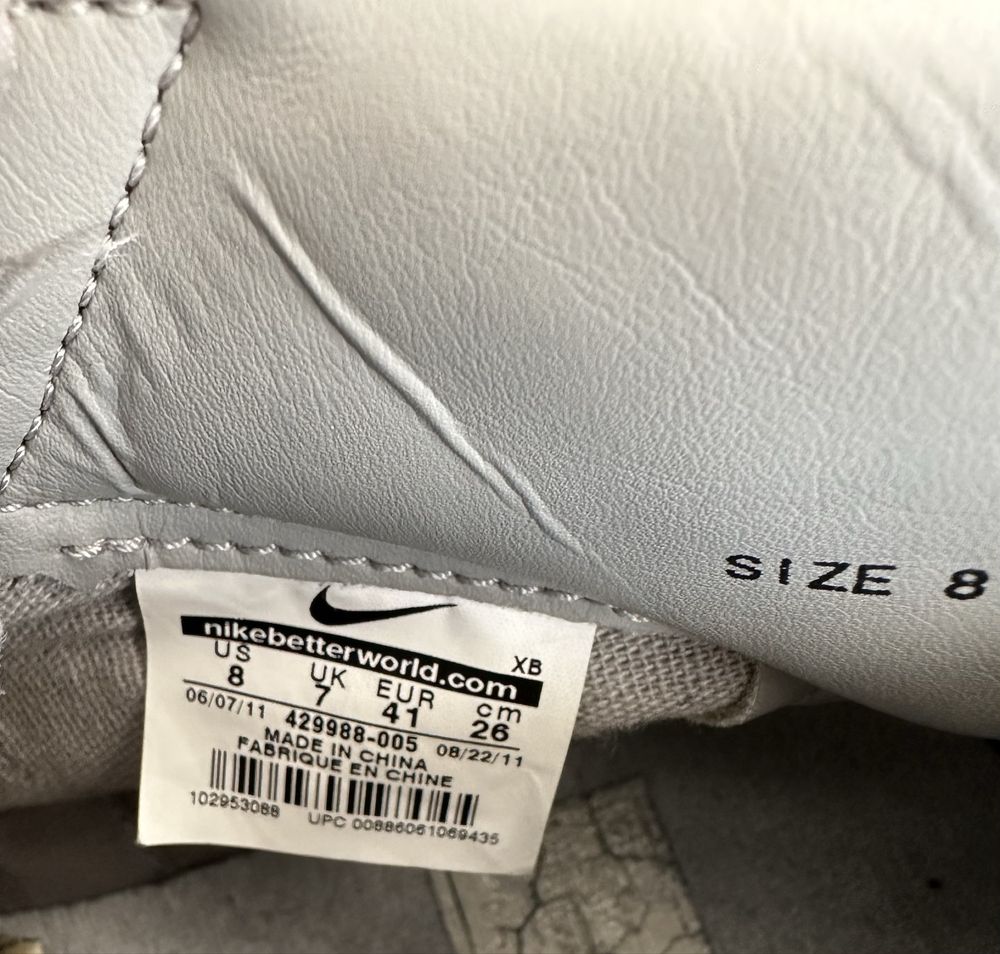 SIZE 8
nikebetterworld.com
XB
US UK EUR cm
8 7 41 26
06/07/11 429988-005 08/22/11
MADE IN CHINA
FABRIQUE EN CHINE
102953088
UPC 00886061069435